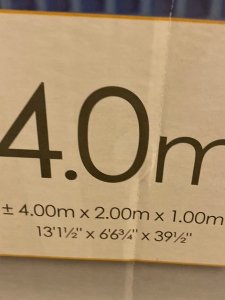 4.0m
± 4.00m x 2.00m x 1.00m
13'1½" x 6'6¾" x 39½"